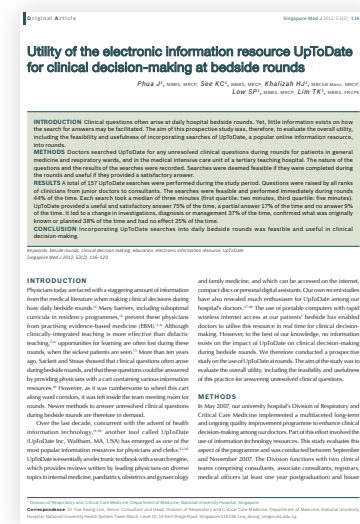 Original Article
Singapore Med J 2012; 53(2) : 116
Utility of the electronic information resource UpToDate
for clinical decision-making at bedside rounds
Phua J¹, MBBS, MRCP, See KC¹, MBBS, MRCP, Khalizah HJ¹,
Low SP¹, MBBS, MRCP, Lim TK¹, MBBS, FRCPE
INTRODUCTION Clinical questions often arise at daily hospital bedside rounds. Yet, little information exists on how
the search for answers may be facilitated. The aim of this prospective study was, therefore, to evaluate the overall utility,
including the feasibility and usefulness of incorporating searches of UpToDate, a popular online information resource,
into rounds.
METHODS Doctors searched UpToDate for any unresolved clinical questions during rounds for patients in general
medicine and respiratory wards, and in the medical intensive care unit of a tertiary teaching hospital. The nature of the
questions and the results of the searches were recorded. Searches were deemed feasible if they were completed during
the rounds and useful if they provided a satisfactory answer.
RESULTS A total of 157 UpToDate searches were performed during the study period. Questions were raised by all ranks
of clinicians from junior doctors to consultants. The searches were feasible and performed immediately during rounds
44% of the time. Each search took a median of three minutes (first quartile: two minutes, third quartile: five minutes).
UpToDate provided a useful and satisfactory answer 75% of the time, a partial answer 17% of the time and no answer 9%
of the time. It led to a change in investigations, diagnosis or management 37% of the time, confirmed what was originally
known or planned 38% of the time and had no effect 25% of the time.
CONCLUSION Incorporating UpToDate searches into daily bedside rounds was feasible and useful in clinical
decision-making.
Keywords: bedside rounds, clinical decision making, education, electronic information, UpToDate
Singapore Med J 2012; 53(2): 116–120
INTRODUCTION
Physicians today are faced with a staggering amount of information
from the medical literature when making clinical decisions during
busy daily bedside rounds. Many barriers, including suboptimal
curricula in residency programmes, prevent these physicians
from practising evidence-based medicine (EBM). Although
clinically-integrated teaching is more effective than didactic
teaching, opportunities for learning are often lost during these
rounds, when the sickest patients are seen. More than ten years
ago, Sackett and Straus showed that clinical questions often arose
during bedside rounds, and that these questions could be answered
by providing physicians with a cart containing various information
resources. However, as it was cumbersome to wheel this cart
along ward corridors, it was left inside the team meeting room for
rounds. Newer methods to answer unresolved clinical questions
during bedside rounds are therefore in demand.
Over the last decade, concurrent with the advent of health
information technology, another tool called UpToDate
(UpToDate Inc, Waltham, MA, USA) has emerged as one of the
most popular information resources for physicians and clerks.
UpToDate is essentially an electronic textbook with a search engine,
which provides reviews written by leading physicians on diverse
topics in internal medicine, paediatrics, obstetrics and gynaecology
and family medicine, and which can be accessed on the internet,
compact discs or personal digital assistants. Our own recent studies
have also revealed much enthusiasm for UpToDate among our
hospital's doctors. The use of portable computers with rapid
wireless internet access at our patients' bedside has enabled
doctors to utilise this resource in real time for clinical decision-
making. However, to the best of our knowledge, no information
exists on the impact of UpToDate on clinical decision-making
during bedside rounds. We therefore conducted a prospective
study on the use of UpToDate at rounds. The aim of the study was to
evaluate the overall utility, including the feasibility and usefulness
of this practice for answering unresolved clinical questions.
METHODS
In May 2007, our university hospital's Division of Respiratory and
Critical Care Medicine implemented a multifaceted long-term
and ongoing quality improvement programme to enhance clinical
decision-making among our doctors. Part of this effort involved the
use of information technology resources. This study evaluates this
aspect of the programme and was conducted between September
and November 2007. The Division functions with two clinical
teams comprising consultants, associate consultants, registrars,
medical officers (at least one year postgraduation) and house
¹ Division of Respiratory and Critical Care Medicine, Department of Medicine, National University Hospital, Singapore